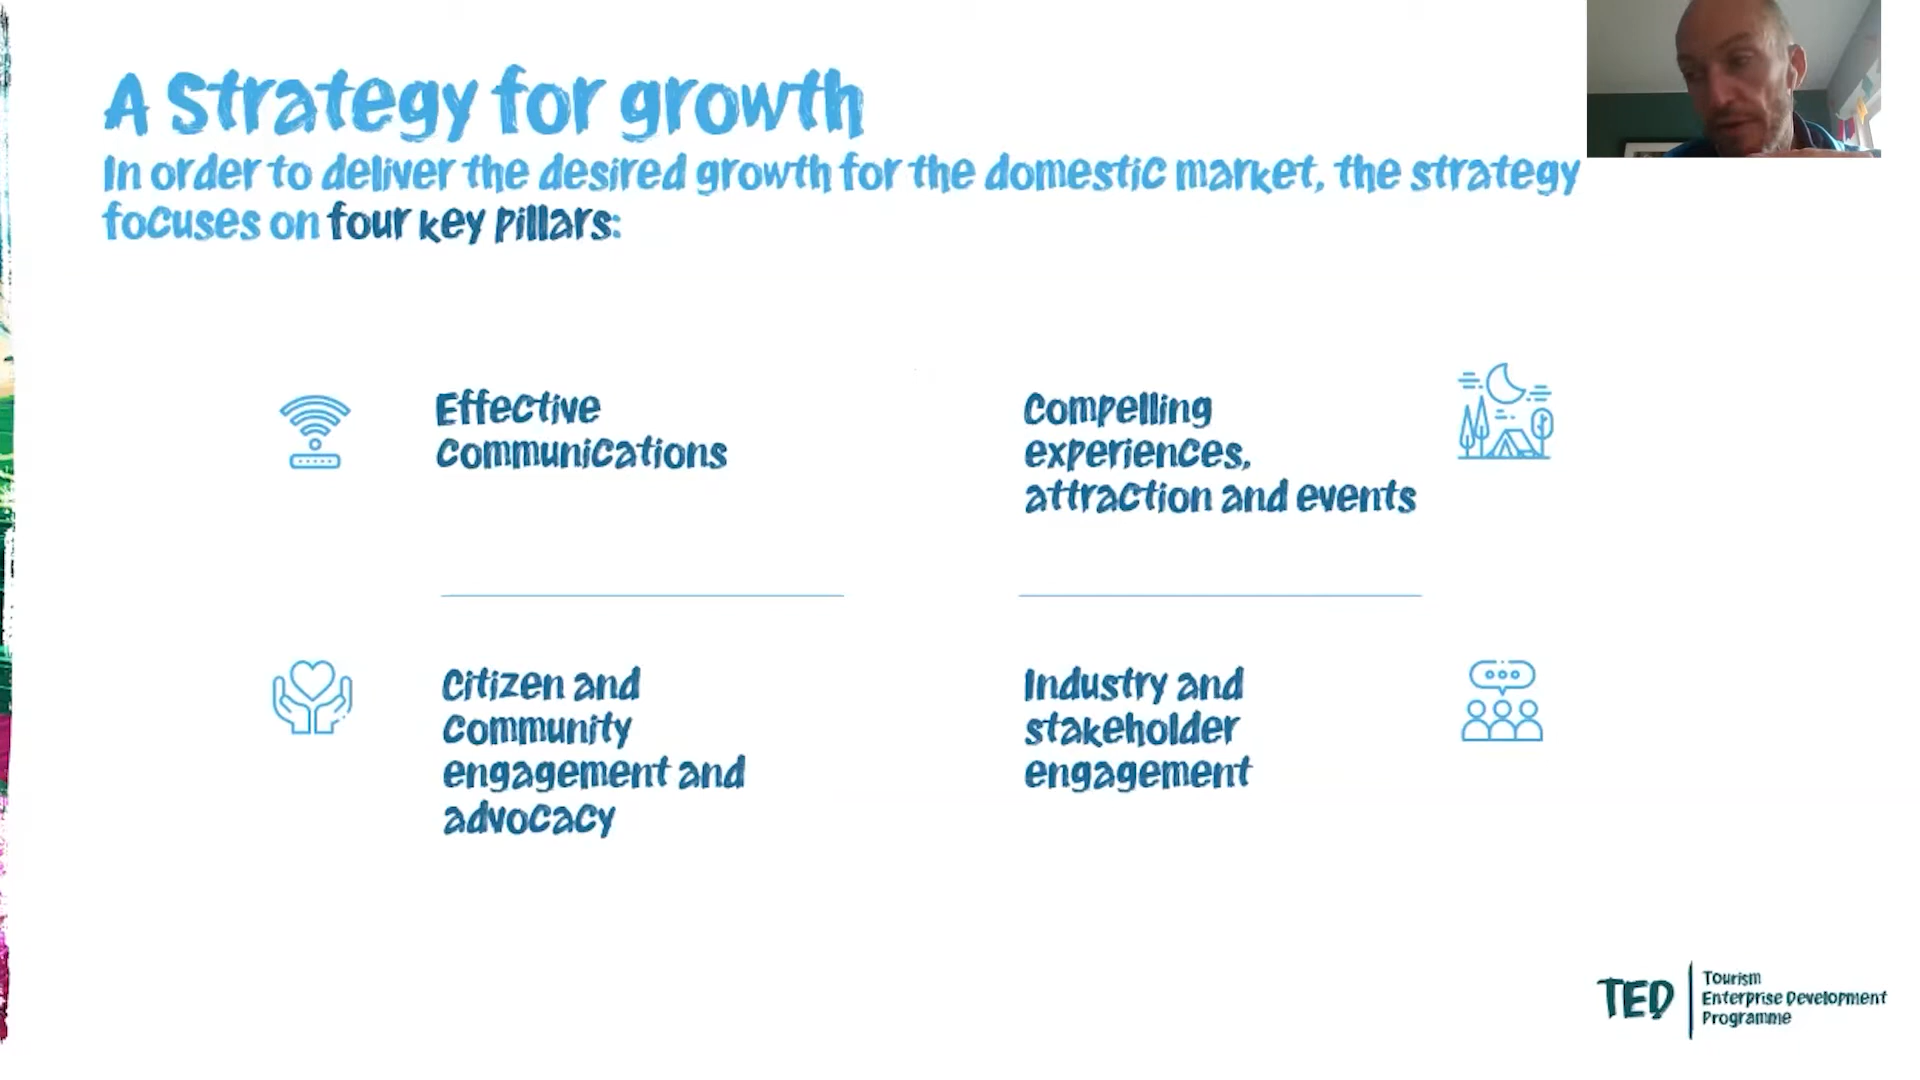 A strategy for growth
In order to deliver the desired growth for the domestic market, the strategy
focuses on four key pillars:
Effective
communications
Compelling
experiences,
attraction and events
Citizen and
community
engagement and
advocacy
Industry and
stakeholder
engagement
TED
Tourism
Enterprise Development
Programme